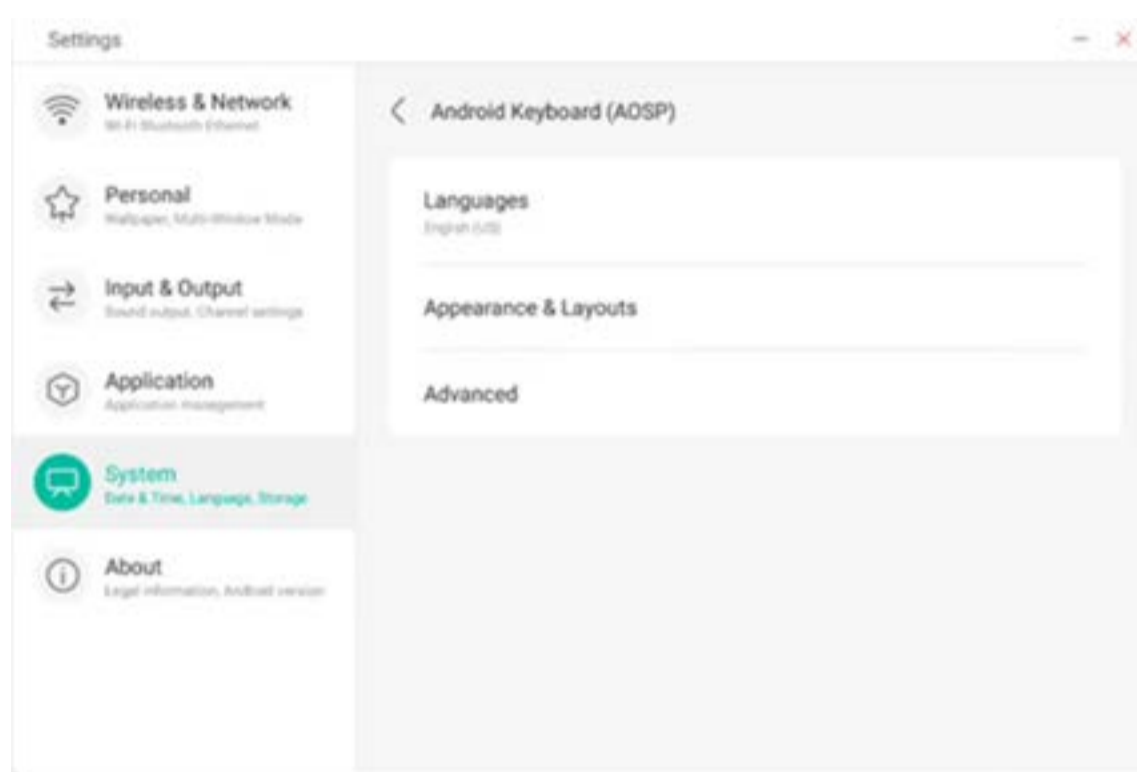 Settings
Wireless & Network
Wi-Fi Bluetooth Ethernet
Personal
Wallpaper, Multi-Window Mode
Input & Output
Sound output, Channel settings
Application
Application management
System
Date & Time, Language, Storage
About
Legal information, Android version
Android Keyboard (AOSP)
Languages
English (US)
Appearance & Layouts
Advanced